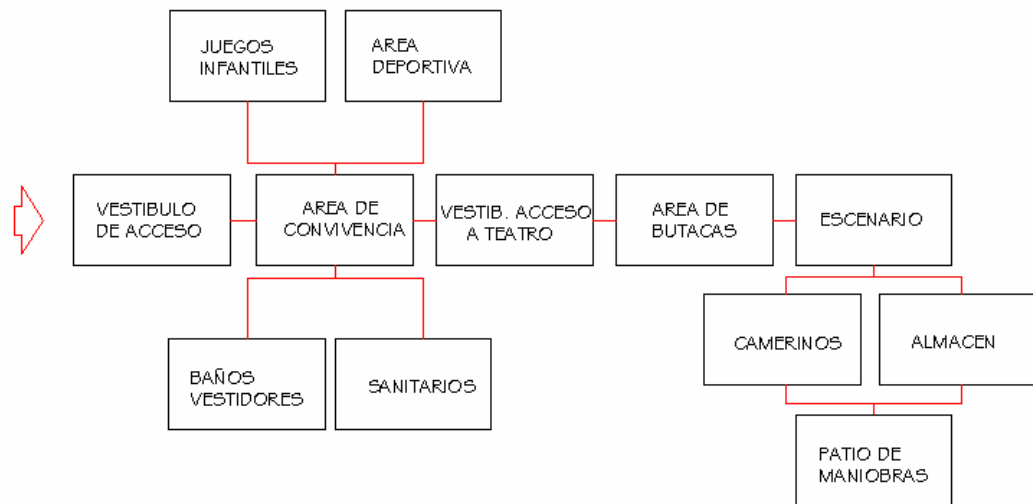 JUEGOS
INFANTILES
AREA
DEPORTIVA
VESTIBULO
DE ACCESO
AREA DE
CONVIVENCIA
VESTIB. ACCESO
A TEATRO
AREA DE
BUTACAS
ESCENARIO
BAÑOS
VESTIDORES
SANITARIOS
CAMERINOS
ALMACEN
PATIO DE
MANIOBRAS